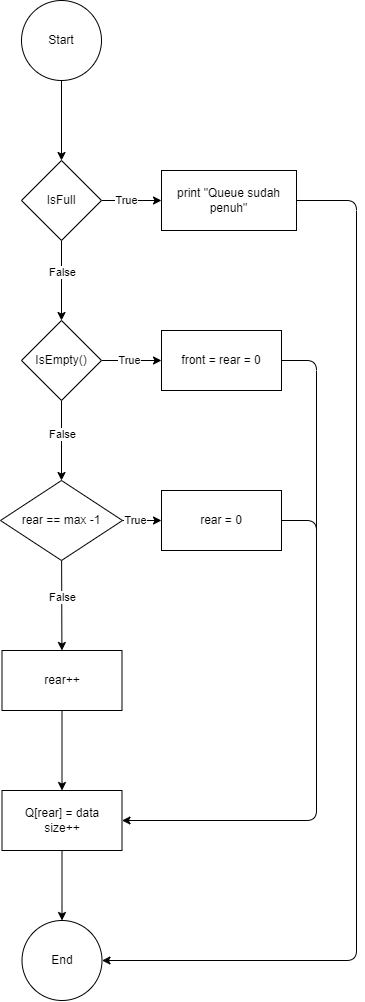 Start
IsFull
True
print "Queue sudah
penuh"
False
IsEmpty()
True
front = rear = 0
False
rear == max -1
True
rear = 0
False
rear++
Q[rear] = data
size++
End